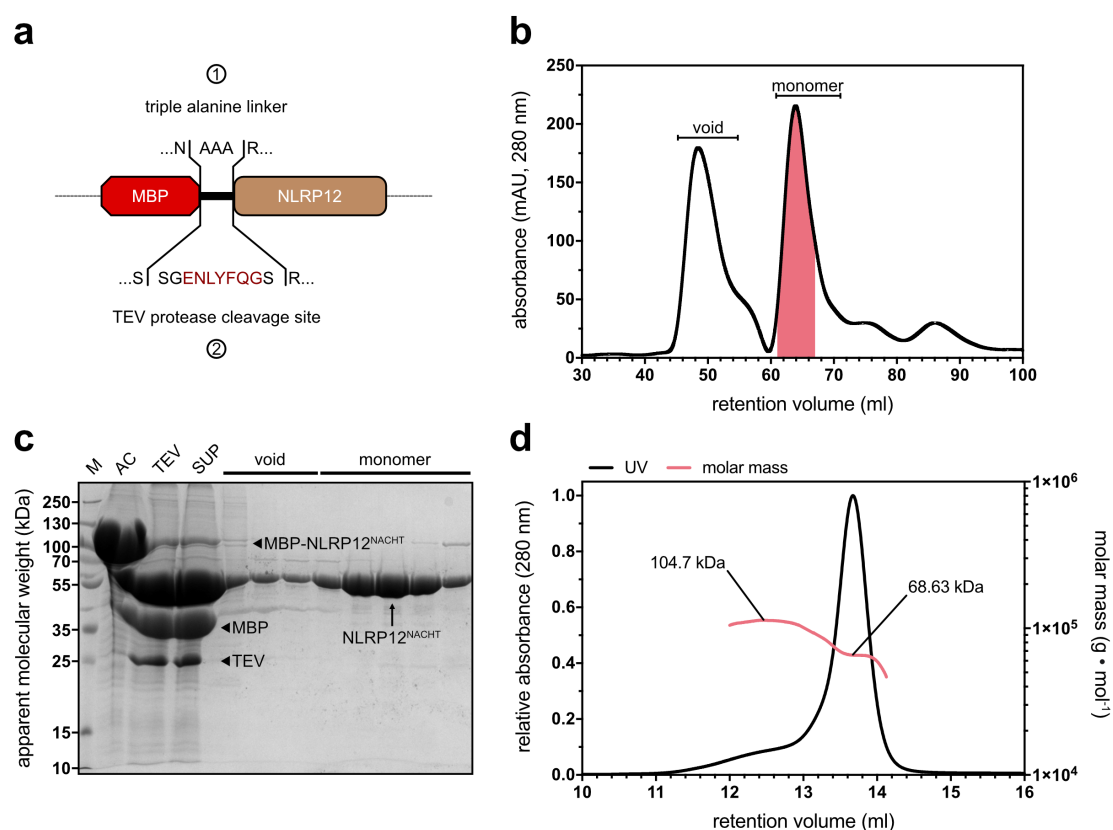 a
①
triple alanine linker
...N AAA R...
MBP NLRP12
...S SGENLYFQGS R...
TEV protease cleavage site
②
b
absorbance (mAU, 280 nm)
250
200
150
100
50
0
void
monomer
30 40 50 60 70 80 90 100
retention volume (ml)
c
M AC TEV SUP void monomer
apparent molecular weight (kDa)
250
130
100
70
55
35
25
15
10
MBP-NLRP12NACHT
NLRP12NACHT
MBP
TEV
d
UV molar mass
relative absorbance (280 nm)
1.0
0.8
0.6
0.4
0.2
0.0
104.7 kDa
68.63 kDa
1×10⁶
1×10⁵
1×10⁴
molar mass (g • mol⁻¹)
10 11 12 13 14 15 16
retention volume (ml)